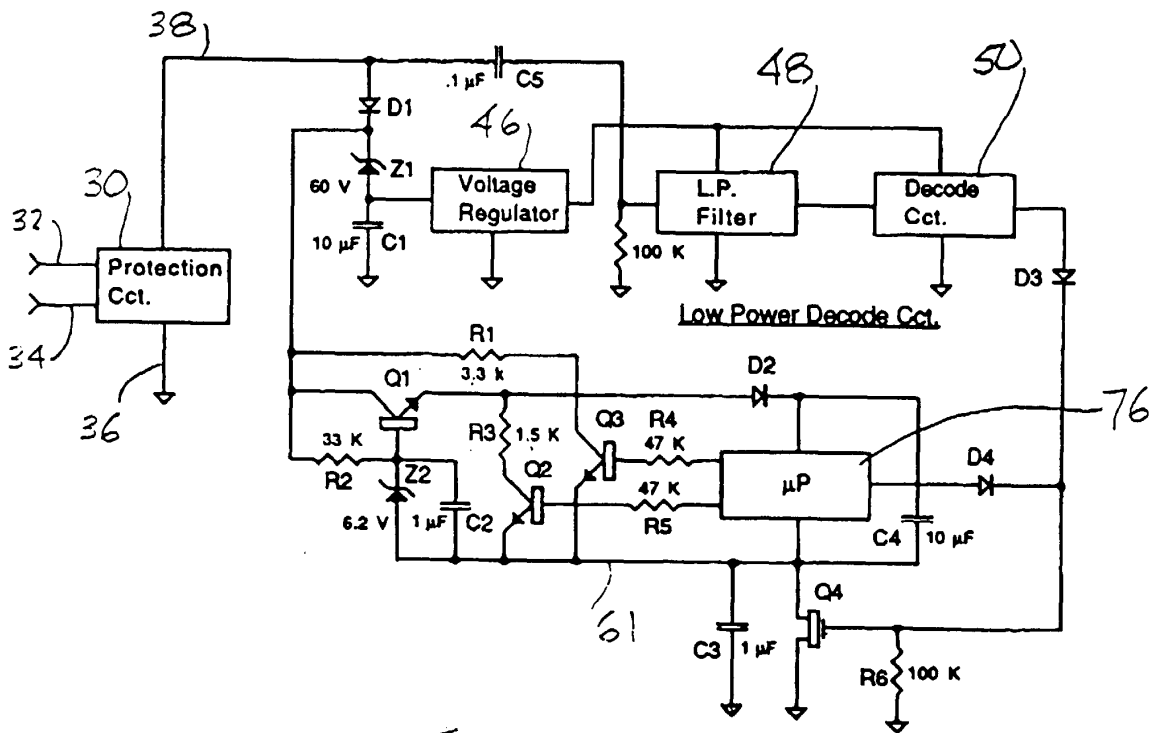 38
.1 µF C5
48
50
D1
46
Z1
60 V
Voltage
Regulator
L.P.
Filter
Decode
Cct.
30
10 µF C1
32
Protection
Cct.
100 K
D3
34
Low Power Decode Cct.
36
R1
3.3 k
Q1
D2
76
Q3
R4
R3
1.5 K
47 K
33 K
R2
Z2
Q2
µP
D4
47 K
R5
6.2 V
1 µF
C2
C4
10 µF
61
Q4
C3
1 µF
R6
100 K